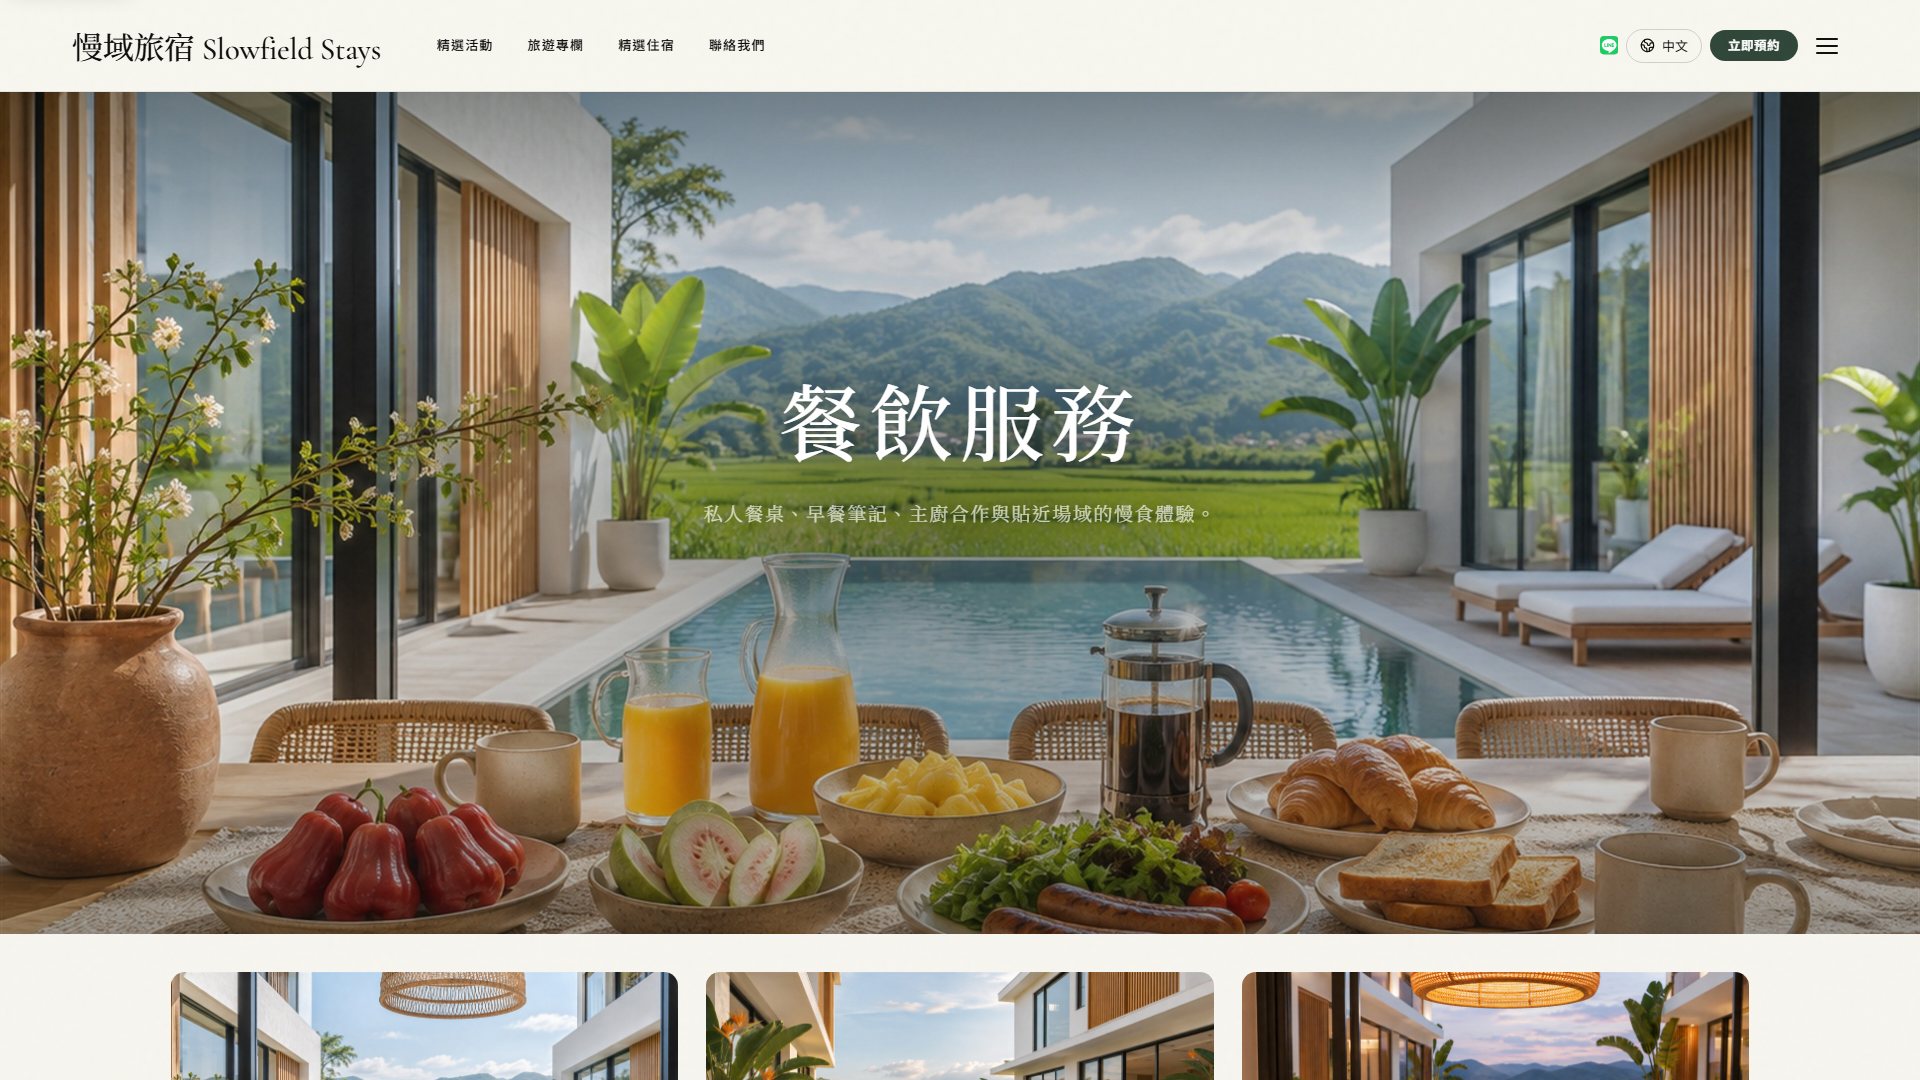 慢域旅宿 Slowfield Stays
精選活動
旅遊專欄
精選住宿
聯絡我們
LINE
中文
立即預約
餐飲服務
私人餐桌、早餐筆記、主廚合作與貼近場域的慢食體驗。